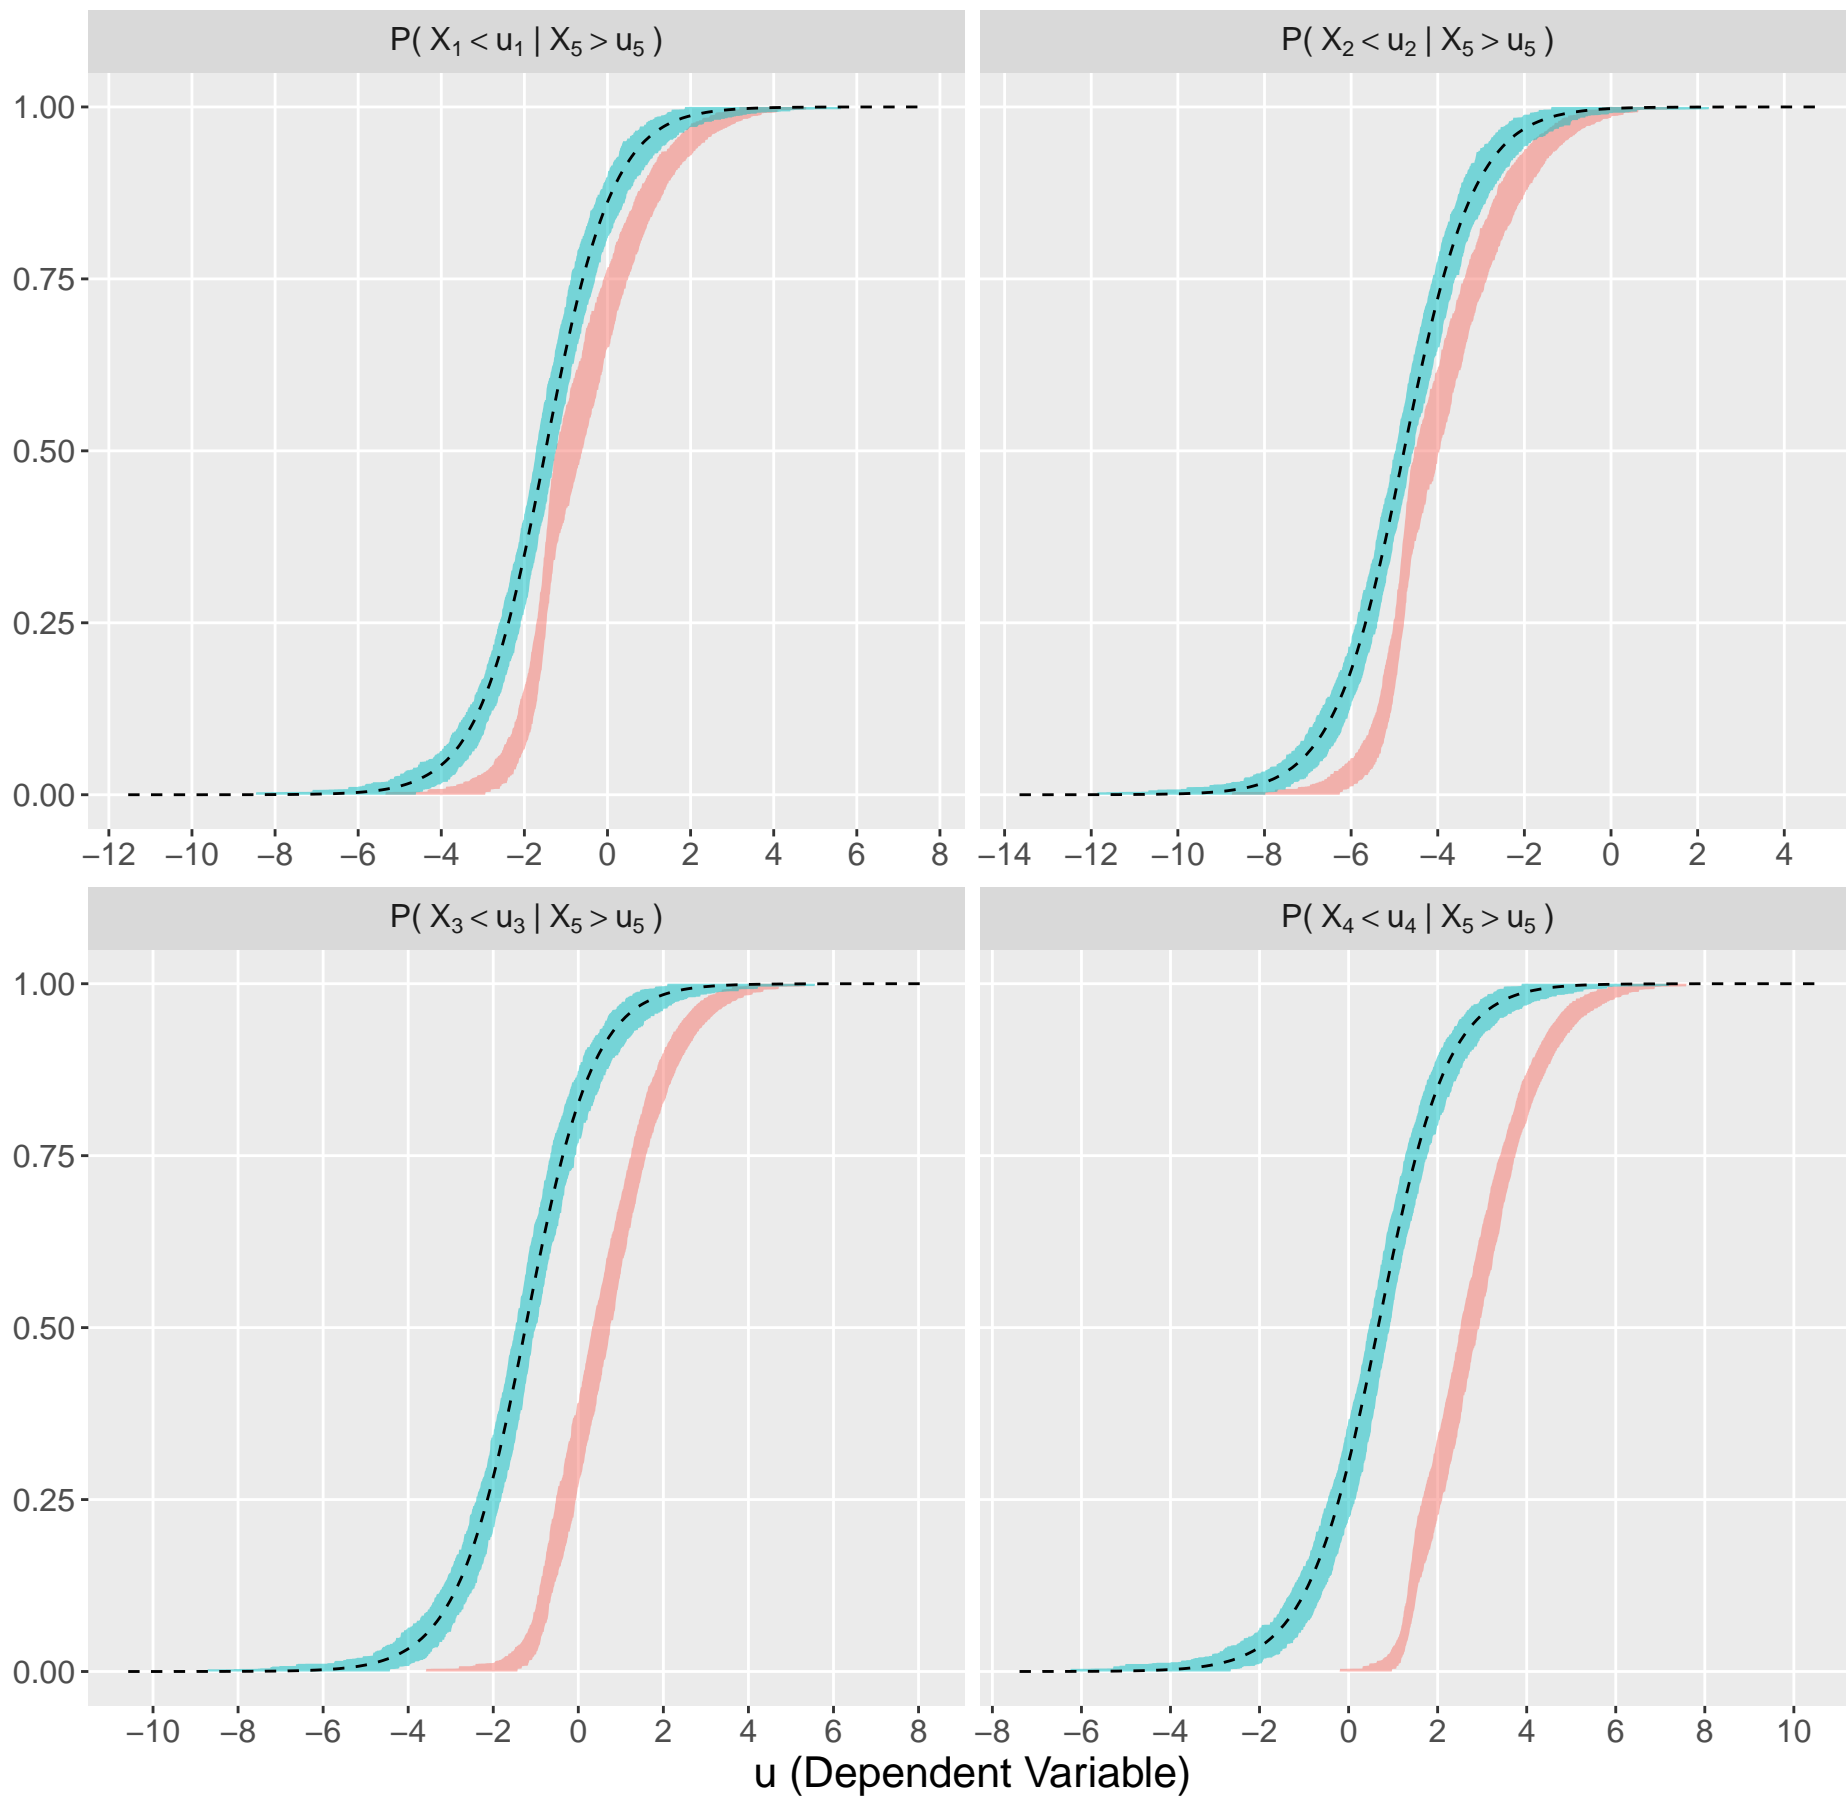 P( X₁ < u₁ | X₅ > u₅ )
P( X₂ < u₂ | X₅ > u₅ )
1.00
0.75
0.50
0.25
0.00
−12 −10 −8 −6 −4 −2 0 2 4 6 8
−14 −12 −10 −8 −6 −4 −2 0 2 4
P( X₃ < u₃ | X₅ > u₅ )
P( X₄ < u₄ | X₅ > u₅ )
1.00
0.75
0.50
0.25
0.00
−10 −8 −6 −4 −2 0 2 4 6 8
−8 −6 −4 −2 0 2 4 6 8 10
u (Dependent Variable)